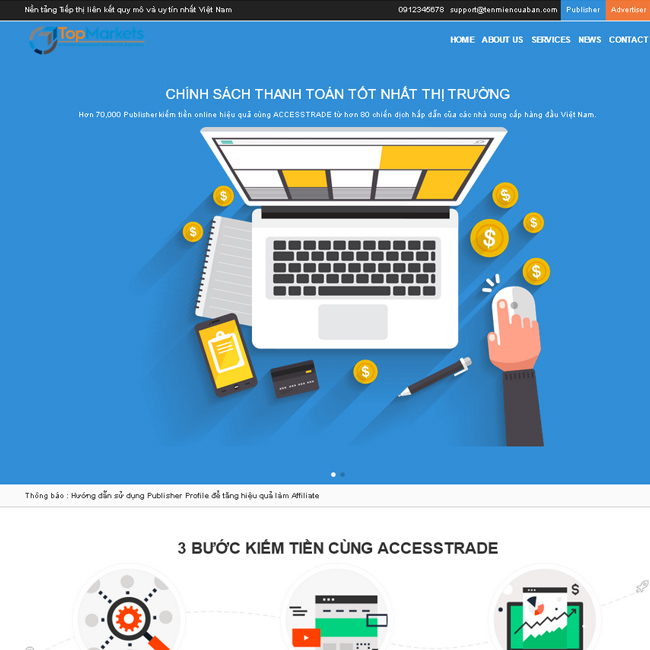 Nền tảng Tiếp thị liên kết quy mô và uy tín nhất Việt Nam
0912345678 support@tenmiencuaban.com Publisher Advertiser
TopMarkets
HOME ABOUT US SERVICES NEWS CONTACT
CHÍNH SÁCH THANH TOÁN TỐT NHẤT THỊ TRƯỜNG
Hơn 70,000 Publisher kiếm tiền online hiệu quả cùng ACCESSTRADE từ hơn 80 chiến dịch hấp dẫn của các nhà cung cấp hàng đầu Việt Nam.
Thông báo : Hướng dẫn sử dụng Publisher Profile để tăng hiệu quả làm Affiliate
3 BƯỚC KIẾM TIỀN CÙNG ACCESSTRADE